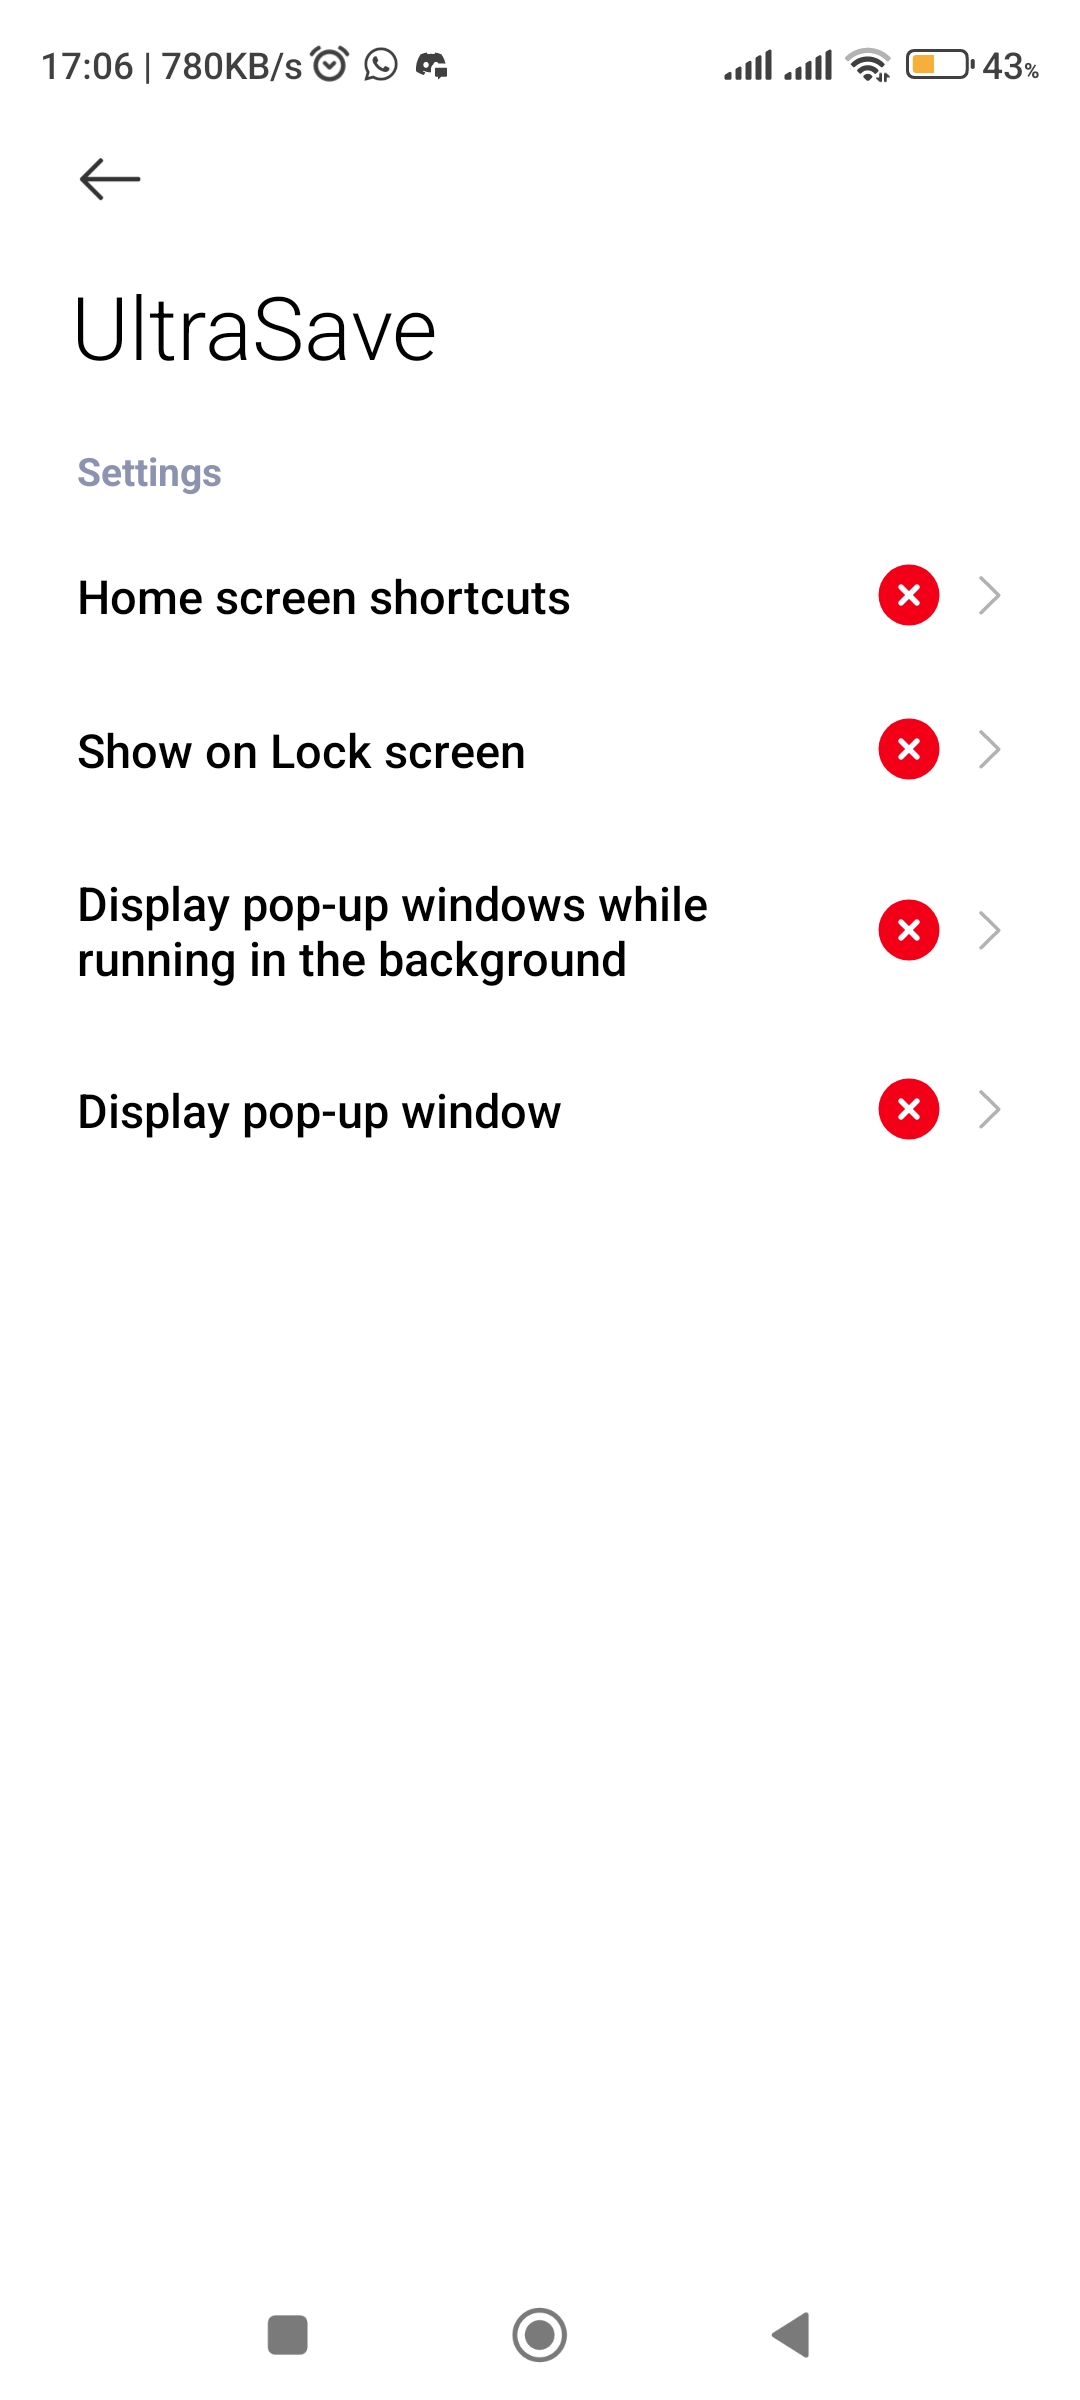 17:06 | 780KB/s 43%
UltraSave
Settings
Home screen shortcuts
Show on Lock screen
Display pop-up windows while
running in the background
Display pop-up window